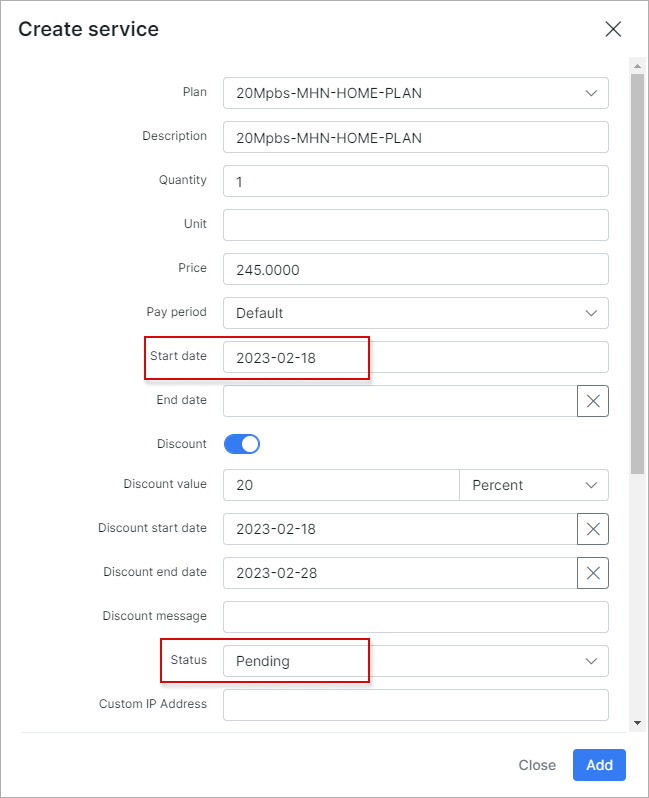 Create service
Plan 20Mpbs-MHN-HOME-PLAN
Description 20Mpbs-MHN-HOME-PLAN
Quantity 1
Unit
Price 245.0000
Pay period Default
Start date 2023-02-18
End date
Discount
Discount value 20 Percent
Discount start date 2023-02-18
Discount end date 2023-02-28
Discount message
Status Pending
Custom IP Address
Close Add